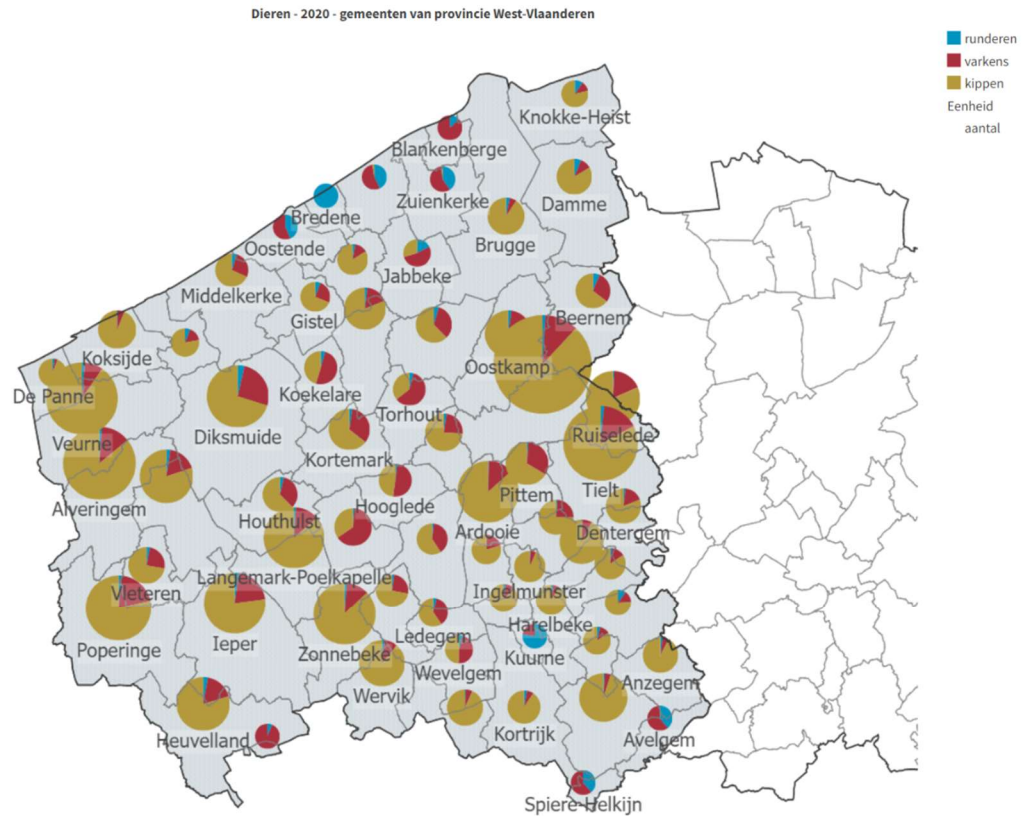 Dieren - 2020 - gemeenten van provincie West-Vlaanderen
runderen
varkens
kippen
Eenheid
aantal
Knokke-Heist
Blankenberge
Zuienkerke
Damme
Bredene
Oostende
Brugge
Jabbeke
Middelkerke
Gistel
Beernem
Koksijde
Oostkamp
De Panne
Koekelare
Torhout
Diksmuide
Ruiselede
Veurne
Kortemark
Tielt
Pittem
Alveringem
Hooglede
Houthulst
Ardooie
Dentergem
Langemark-Poelkapelle
Vleteren
Ingelmunster
Harelbeke
Ledegem
Ieper
Poperinge
Zonnebeke
Kuurne
Wevelgem
Anzegem
Wervik
Kortrijk
Heuvelland
Avelgem
Spiere-Helkijn